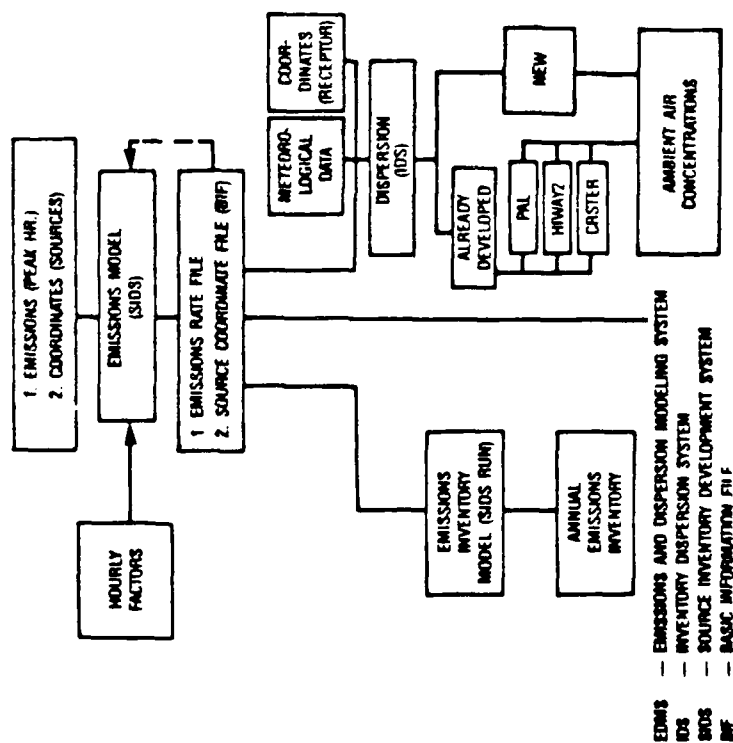 1. EMISSIONS (PEAK HR.)
2. COORDINATES (SOURCES)
HOURLY
FACTORS
EMISSIONS MODEL
(SIDS)
1 EMISSIONS RATE FILE
2. SOURCE COORDINATE FILE (BIF)
METEORO-
LOGICAL
DATA
COOR-
DINATES
(RECEPTOR)
DISPERSION
(IDS)
ALREADY
DEVELOPED
NEW
PAL
HIWAY2
CRSTER
AMBIENT AIR
CONCENTRATIONS
EMISSIONS
INVENTORY
MODEL (SIDS RUN)
ANNUAL
EMISSIONS
INVENTORY
EDMS — EMISSIONS AND DISPERSION MODELING SYSTEM
IDS — INVENTORY DISPERSION SYSTEM
SIDS — SOURCE INVENTORY DEVELOPMENT SYSTEM
BIF — BASIC INFORMATION FILE